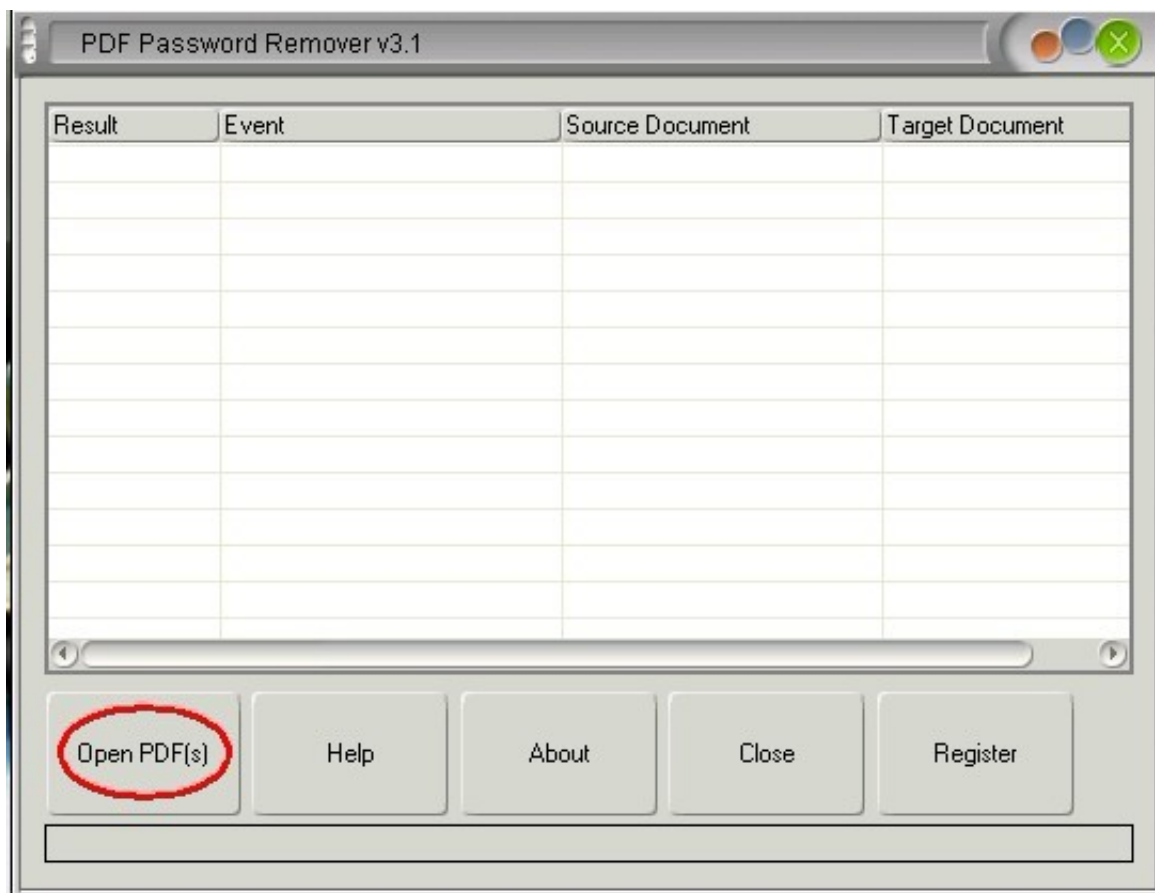 PDF Password Remover v3.1
Result Event Source Document Target Document
Open PDF(s) Help About Close Register